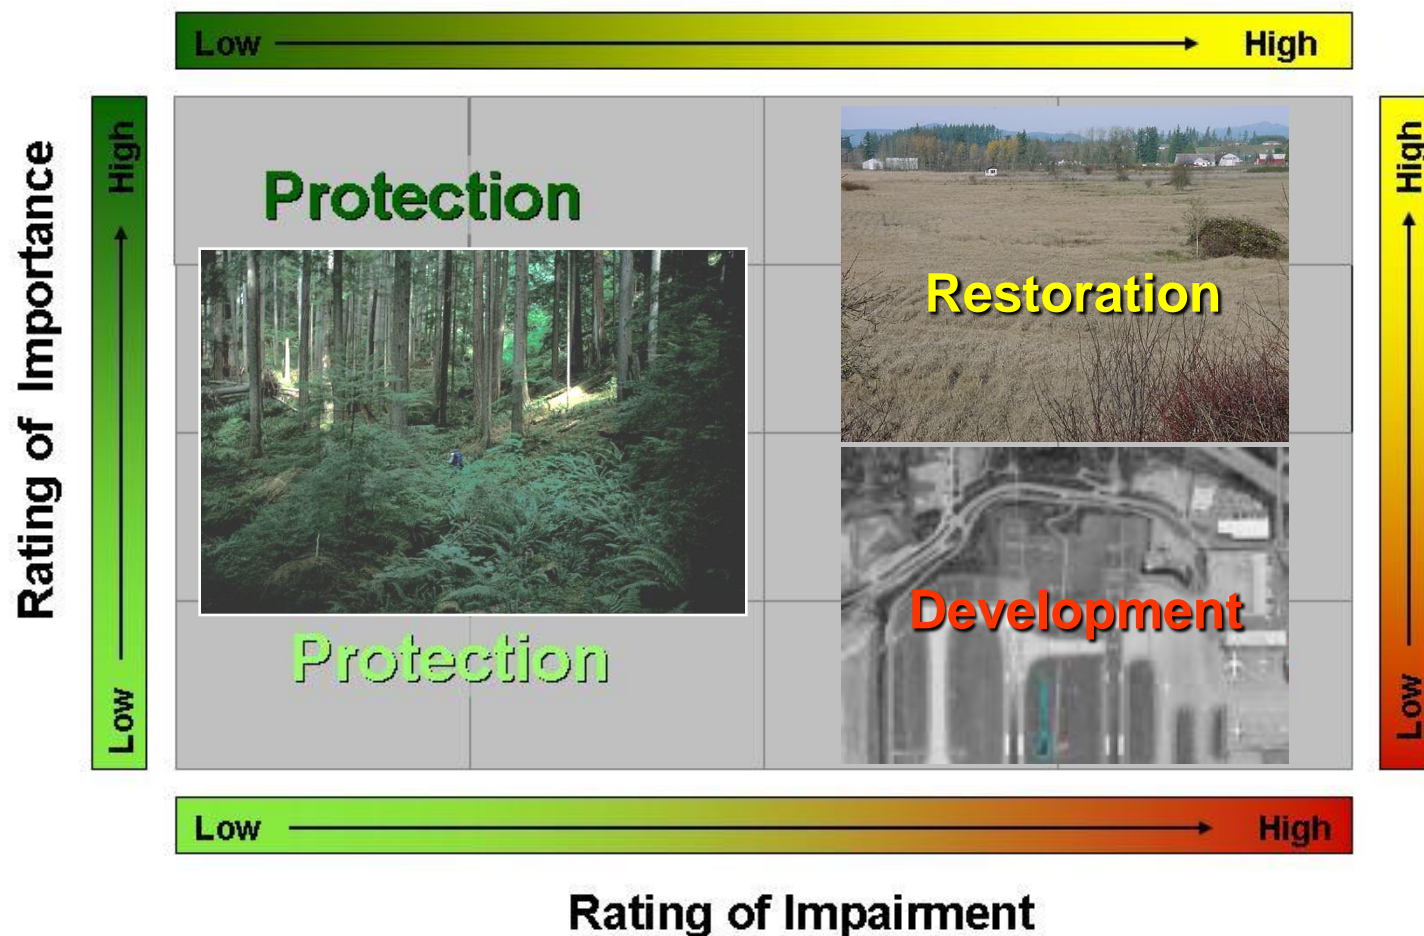 Low High
High
Rating of Importance
Low
Protection
Restoration
Protection
Development
High
Low
Low High
Rating of Impairment